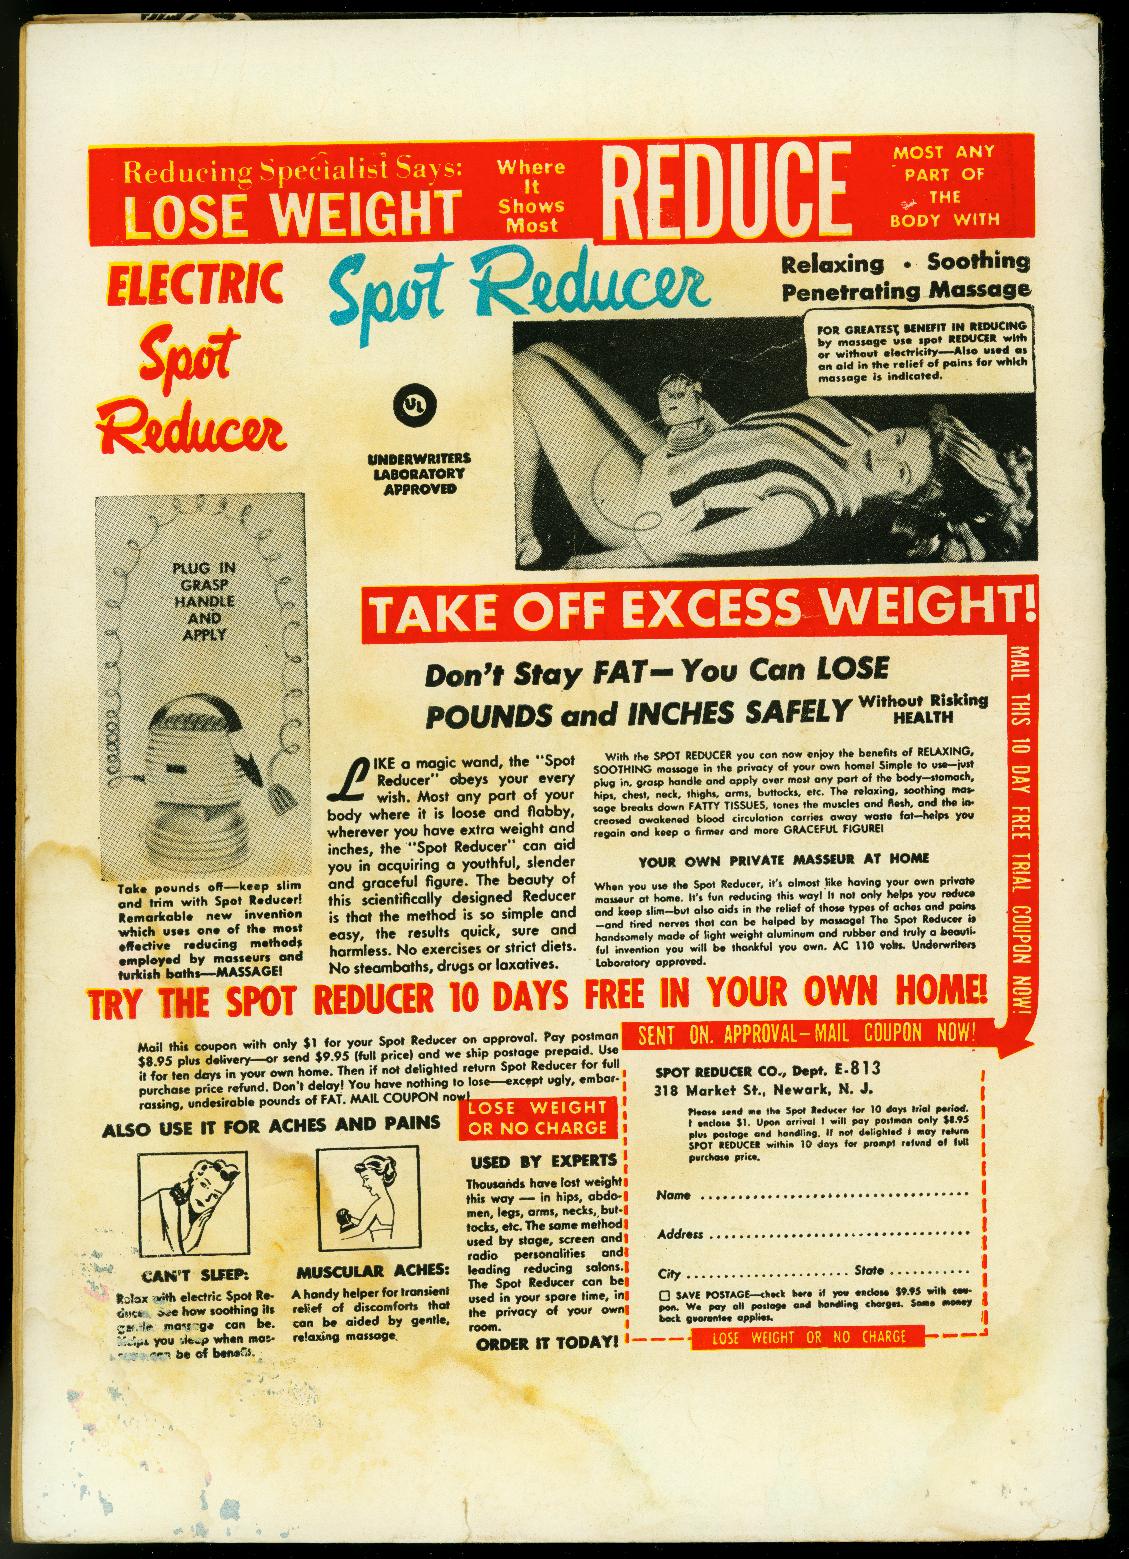 Reducing Specialist Says:
LOSE WEIGHT
Where
It
Shows
Most
REDUCE
MOST ANY
PART OF
THE
BODY WITH
ELECTRIC
Spot
Reducer
Spot Reducer
Relaxing • Soothing
Penetrating Massage
FOR GREATEST BENEFIT IN REDUCING
by massage use spot REDUCER with
or without electricity—Also used as
an aid in the relief of pains for which
massage is indicated.
UL
UNDERWRITERS
LABORATORY
APPROVED
PLUG IN
GRASP
HANDLE
AND
APPLY
Take pounds off—keep slim
and trim with Spot Reducer!
Remarkable new invention
which uses one of the most
effective reducing methods
employed by masseurs and
turkish baths—MASSAGE!
TAKE OFF EXCESS WEIGHT!
Don't Stay FAT—You Can LOSE
POUNDS and INCHES SAFELY Without Risking
HEALTH
LIKE a magic wand, the "Spot
Reducer" obeys your every
wish. Most any part of your
body where it is loose and flabby,
wherever you have extra weight and
inches, the "Spot Reducer" can aid
you in acquiring a youthful, slender
and graceful figure. The beauty of
this scientifically designed Reducer
is that the method is so simple and
easy, the results quick, sure and
harmless. No exercises or strict diets.
No steambaths, drugs or laxatives.
With the SPOT REDUCER you can now enjoy the benefits of RELAXING,
SOOTHING massage in the privacy of your own home! Simple to use—just
plug in, grasp handle and apply over most any part of the body—stomach,
hips, chest, neck, thighs, arms, buttocks, etc. The relaxing, soothing mas-
sage breaks down FATTY TISSUES, tones the muscles and flesh, and the in-
creased awakened blood circulation carries away waste fat—helps you
regain and keep a firmer and more GRACEFUL FIGURE!
YOUR OWN PRIVATE MASSEUR AT HOME
When you use the Spot Reducer, it's almost like having your own private
masseur at home. It's fun reducing this way! It not only helps you reduce
and keep slim—but also aids in the relief of those types of aches and pains
—and tired nerves that can be helped by massage! The Spot Reducer is
handsomely made of light weight aluminum and rubber and truly a beauti-
ful invention you will be thankful you own. AC 110 volts. Underwriters
Laboratory approved.
MAIL THIS 10 DAY FREE TRIAL COUPON NOW!
TRY THE SPOT REDUCER 10 DAYS FREE IN YOUR OWN HOME!
Mail this coupon with only $1 for your Spot Reducer on approval. Pay postman
$8.95 plus delivery—or send $9.95 (full price) and we ship postage prepaid. Use
it for ten days in your own home. Then if not delighted return Spot Reducer for full
purchase price refund. Don't delay! You have nothing to lose—except ugly, embar-
rassing, undesirable pounds of FAT. MAIL COUPON now!
ALSO USE IT FOR ACHES AND PAINS
CAN'T SLEEP:
Relax with electric Spot Re-
ducer. See how soothing its
gentle massage can be.
Helps you sleep when mas-
can be of benefit.
MUSCULAR ACHES:
A handy helper for transient
relief of discomforts that
can be aided by gentle,
relaxing massage.
LOSE WEIGHT
OR NO CHARGE
USED BY EXPERTS
Thousands have lost weight
this way — in hips, abdo-
men, legs, arms, necks, but-
tocks, etc. The same method
used by stage, screen and
radio personalities and
leading reducing salons.
The Spot Reducer can be
used in your spare time, in
the privacy of your own
room.
ORDER IT TODAY!
SENT ON APPROVAL—MAIL COUPON NOW!
SPOT REDUCER CO., Dept. E-813
318 Market St., Newark, N. J.
Please send me the Spot Reducer for 10 days trial period.
I enclose $1. Upon arrival I will pay postman only $8.95
plus postage and handling. If not delighted I may return
SPOT REDUCER within 10 days for prompt refund of full
purchase price.
Name ........................................
Address ........................................
City ........................ State ................
☐ SAVE POSTAGE—check here if you enclose $9.95 with cou-
pon. We pay all postage and handling charges. Same money
back guarantee applies.
LOSE WEIGHT OR NO CHARGE